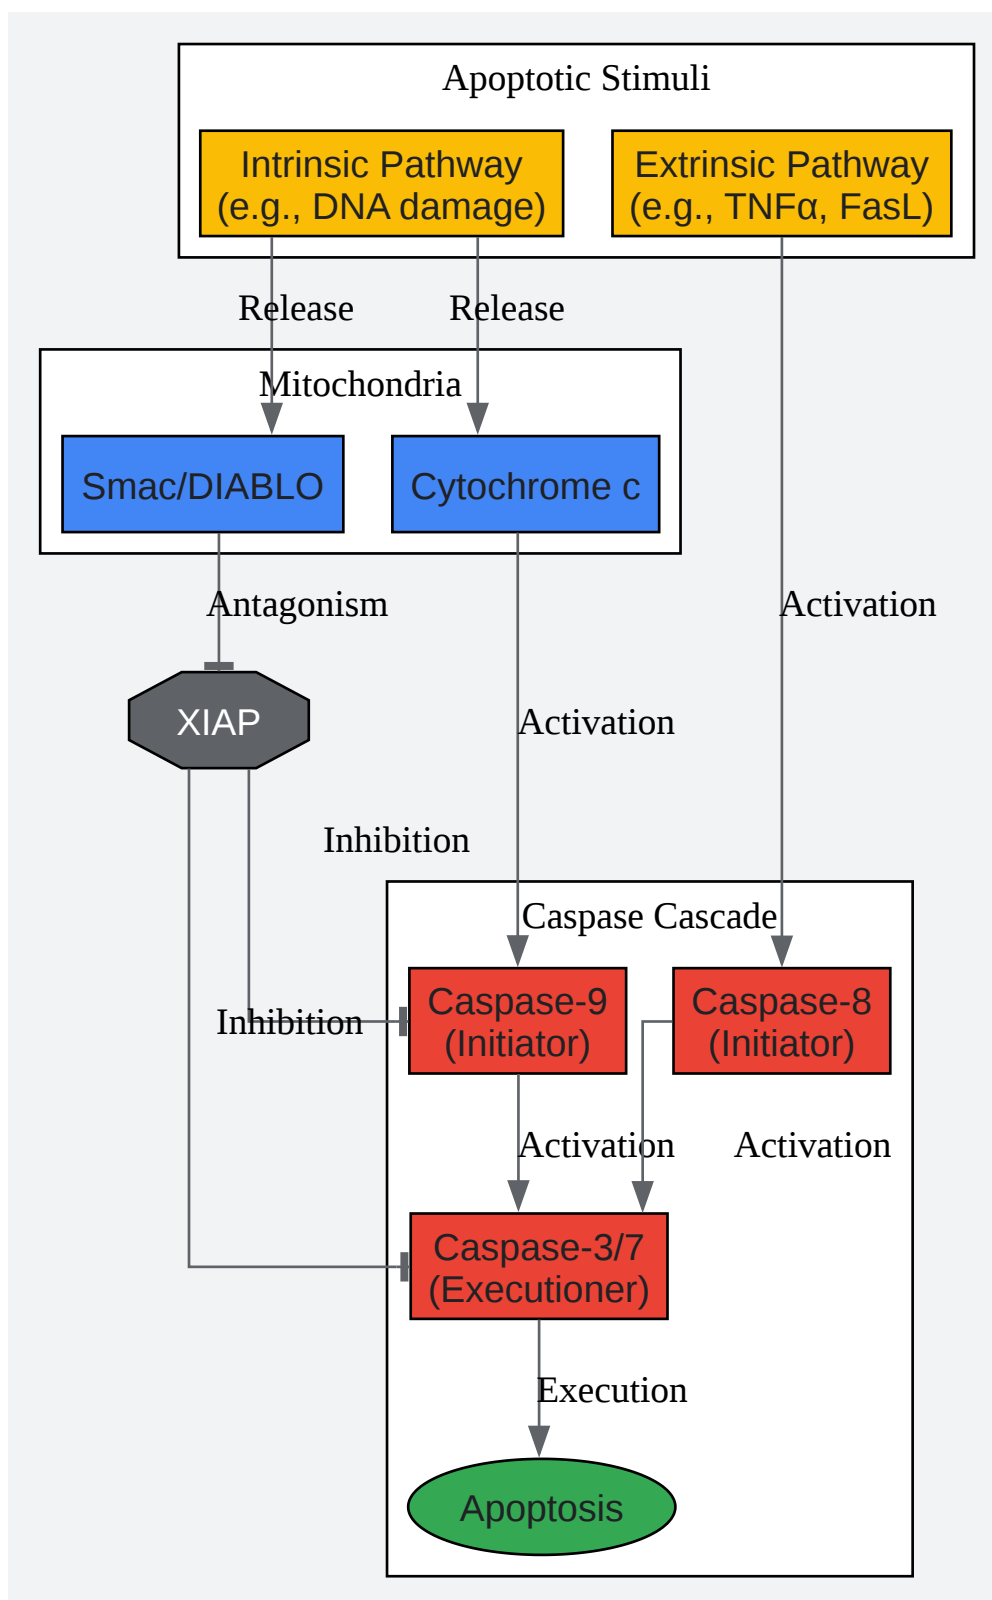 Apoptotic Stimuli
Intrinsic Pathway
(e.g., DNA damage)
Extrinsic Pathway
(e.g., TNFα, FasL)
Release
Release
Mitochondria
Smac/DIABLO
Cytochrome c
Antagonism
Activation
XIAP
Activation
Inhibition
Caspase Cascade
Caspase-9
(Initiator)
Caspase-8
(Initiator)
Inhibition
Activation
Activation
Caspase-3/7
(Executioner)
Execution
Apoptosis